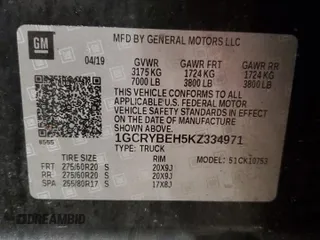 GM
MFD BY GENERAL MOTORS LLC
04/19
GVWR GAWR FRT GAWR RR
3175 KG 1724 KG 1724 KG
7000 LB 3800 LB 3800 LB
THIS VEHICLE CONFORMS TO ALL
APPLICABLE U.S. FEDERAL MOTOR
VEHICLE SAFETY STANDARDS IN EFFECT ON
THE DATE OF MANUFACTURE SHOWN ABOVE.
1GCRYBEH5KZ334971
TYPE: TRUCK
MODEL: 51CK10753
TIRE SIZE RIM
FRT 275/60R20 S 20X9J
RR 275/60R20 S 20X9J
SPA 255/80R17 S 17X8J
DREAMBID